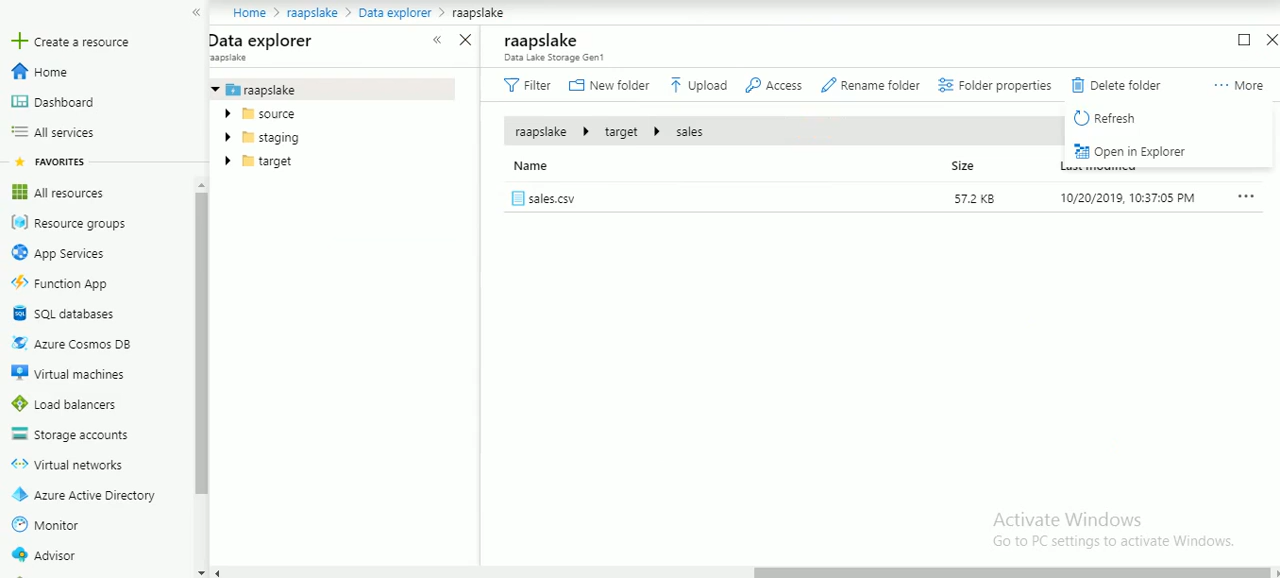 Home > raapslake > Data explorer > raapslake
Create a resource
Home
Dashboard
All services
FAVORITES
All resources
Resource groups
App Services
Function App
SQL databases
Azure Cosmos DB
Virtual machines
Load balancers
Storage accounts
Virtual networks
Azure Active Directory
Monitor
Advisor
Data explorer
raapslake
raapslake
source
staging
target
raapslake
Data Lake Storage Gen1
Filter New folder Upload Access Rename folder Folder properties Delete folder More
Refresh
Open in Explorer
raapslake target sales
Name Size Last modified
sales.csv 57.2 KB 10/20/2019, 10:37:05 PM
Activate Windows
Go to PC settings to activate Windows.